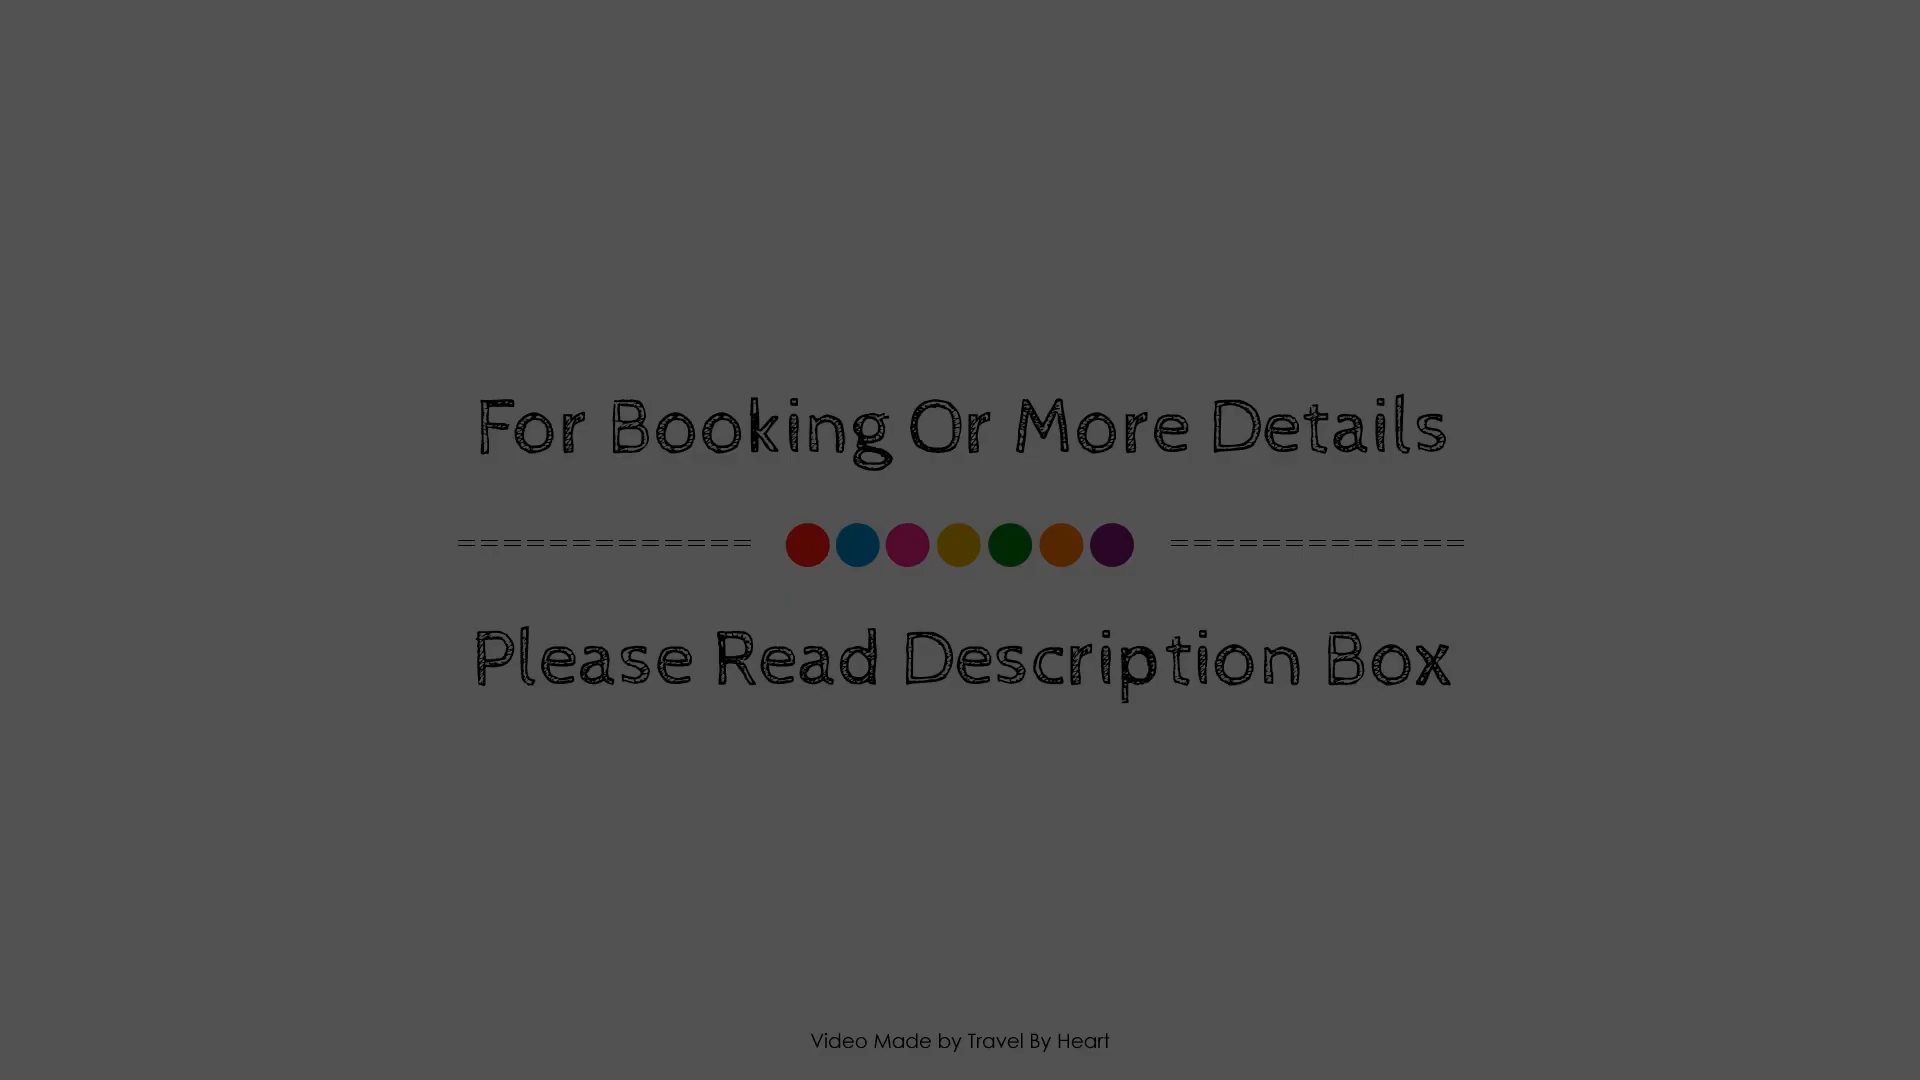 For Booking Or More Details
============= =============
Please Read Description Box
Video Made by Travel By Heart